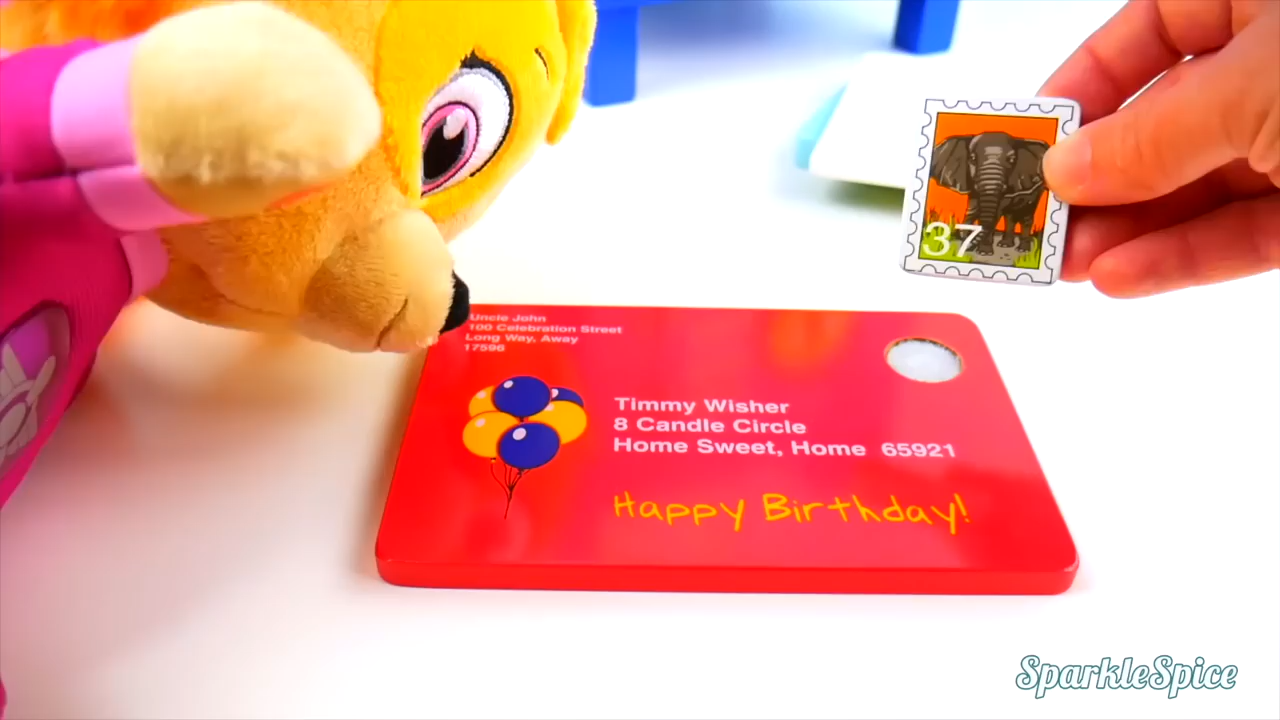 37
Uncle John
100 Celebration Street
Long Way, Away
17596
Timmy Wisher
8 Candle Circle
Home Sweet, Home 65921
Happy Birthday!
SparkleSpice